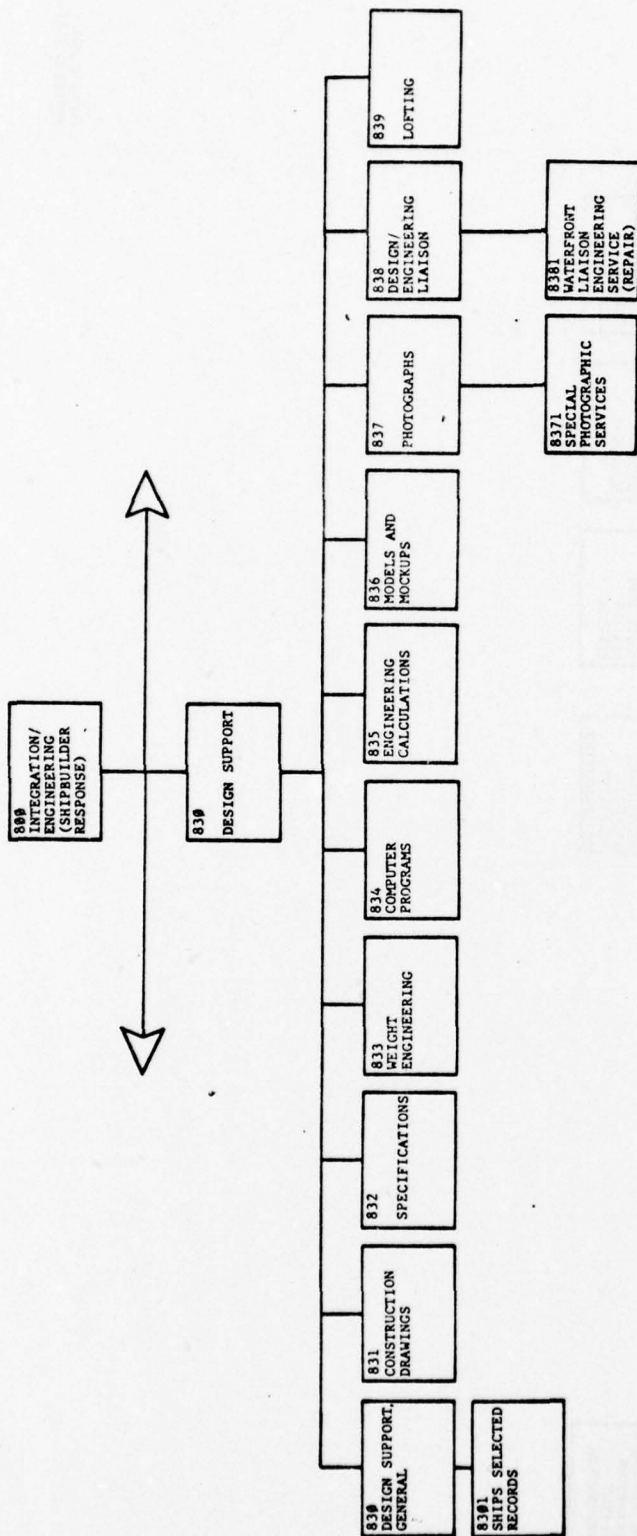 800
INTEGRATION/
ENGINEERING
(SHIPBUILDER
RESPONSE)
830
DESIGN SUPPORT
830
DESIGN SUPPORT,
GENERAL
8301
SHIPS SELECTED
RECORDS
831
CONSTRUCTION
DRAWINGS
832
SPECIFICATIONS
833
WEIGHT
ENGINEERING
834
COMPUTER
PROGRAMS
835
ENGINEERING
CALCULATIONS
836
MODELS AND
MOCKUPS
837
PHOTOGRAPHS
8371
SPECIAL
PHOTOGRAPHIC
SERVICES
838
DESIGN/
ENGINEERING
LIAISON
8381
WATERFRONT
LIAISON
ENGINEERING
SERVICE
(REPAIR)
839
LOFTING